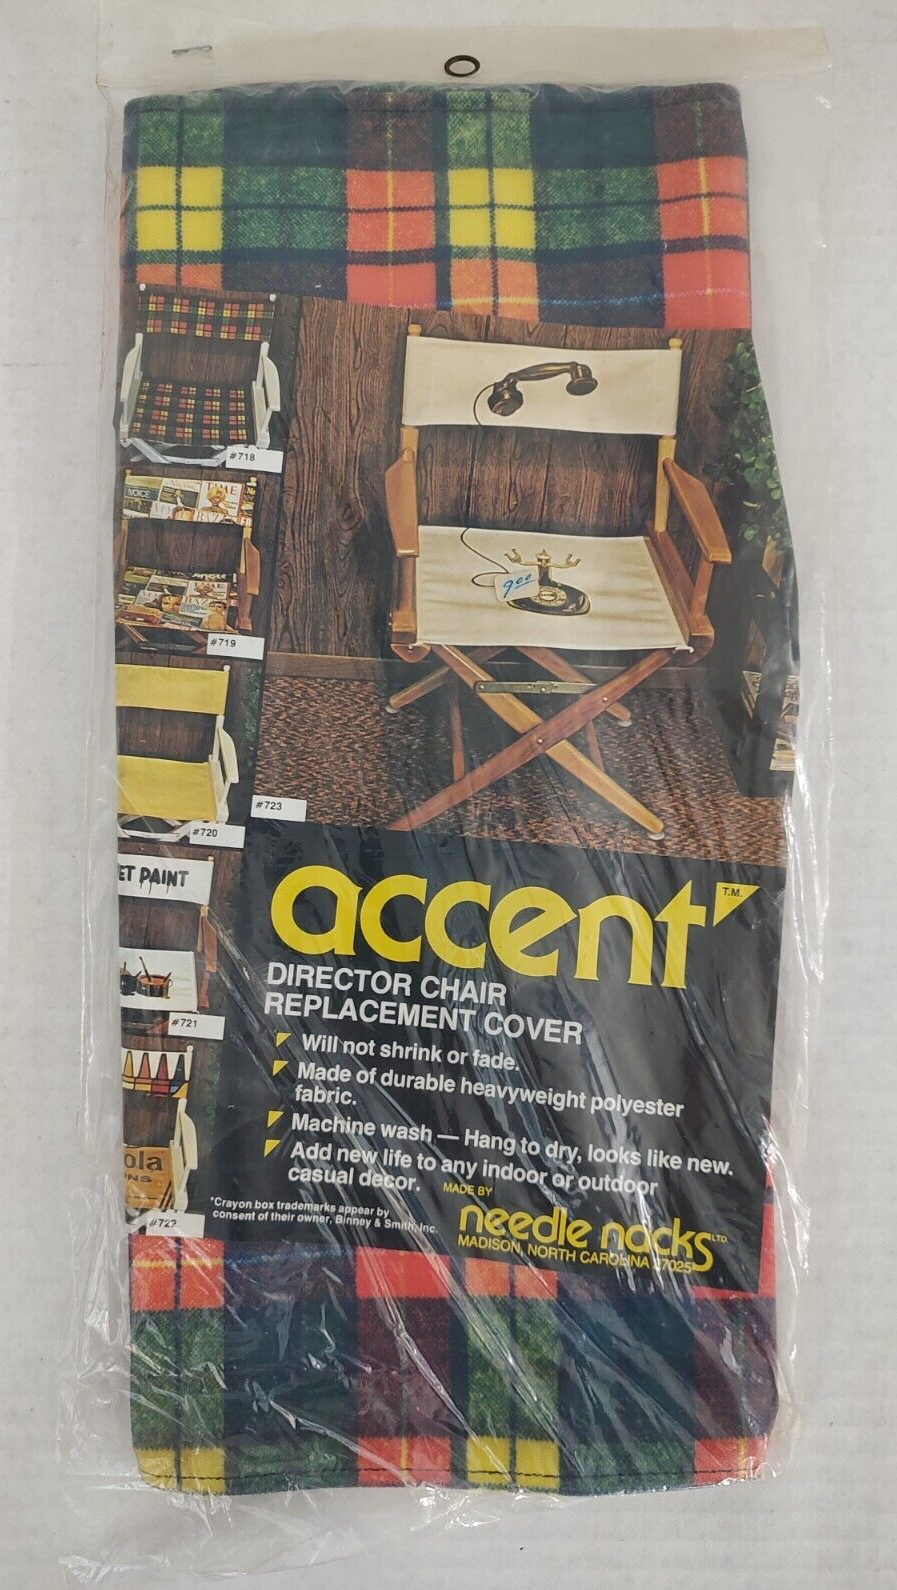 #718
VOICE
TIME
#719
#720
#723
ET PAINT
#721
ola
NS
#722
9.00
accent T.M.
DIRECTOR CHAIR
REPLACEMENT COVER
Will not shrink or fade.
Made of durable heavyweight polyester
fabric.
Machine wash — Hang to dry, looks like new.
Add new life to any indoor or outdoor
casual decor.
*Crayon box trademarks appear by
consent of their owner, Binney & Smith, Inc.
MADE BY
needle nacks LTD.
MADISON, NORTH CAROLINA 27025